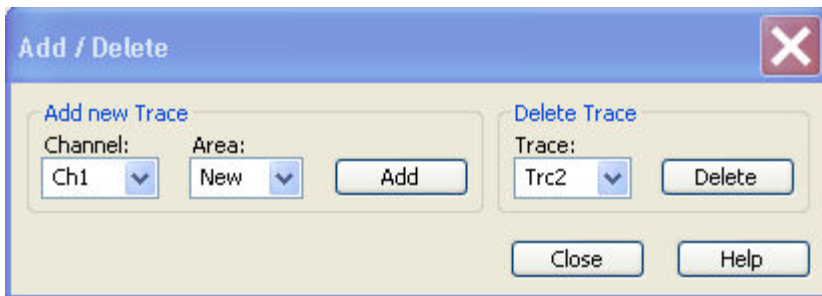 Add / Delete
Add new Trace
Delete Trace
Channel: Area:
Trace:
Ch1 New Add
Trc2 Delete
Close Help